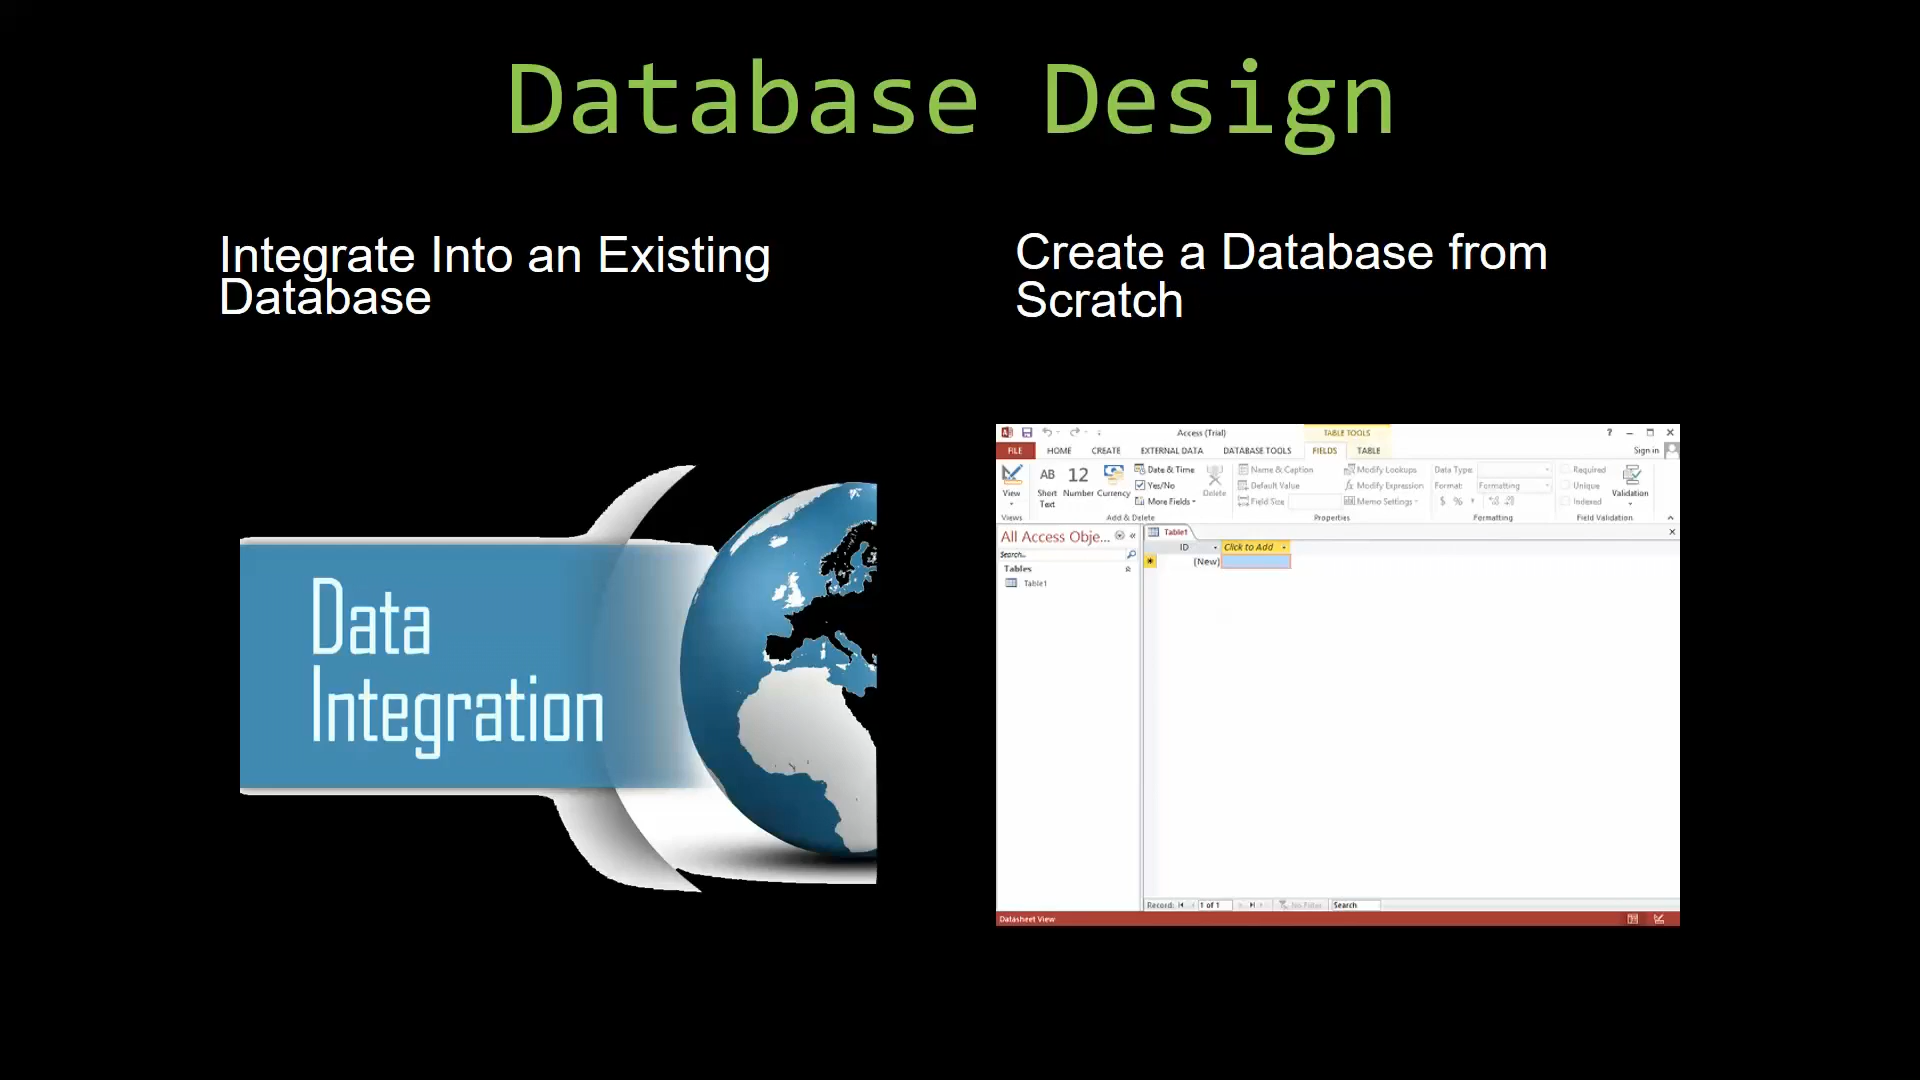 Database Design
Integrate Into an Existing
Database
Create a Database from
Scratch
Data
Integration
Access (Trial)
TABLE TOOLS
?
FILE
HOME
CREATE
EXTERNAL DATA
DATABASE TOOLS
FIELDS
TABLE
Sign in
View
AB
Short
Text
12
Number
Currency
Date & Time
Yes/No
More Fields
Delete
Name & Caption
Default Value
Field Size
Modify Lookups
fx Modify Expression
Memo Settings
Data Type:
Format:
Formatting
$ %
Required
Unique
Indexed
Validation
Views
Add & Delete
Properties
Formatting
Field Validation
All Access Obje...
Search...
Tables
Table1
Table1
ID
Click to Add
(New)
Record:
1 of 1
No Filter
Search
Datasheet View